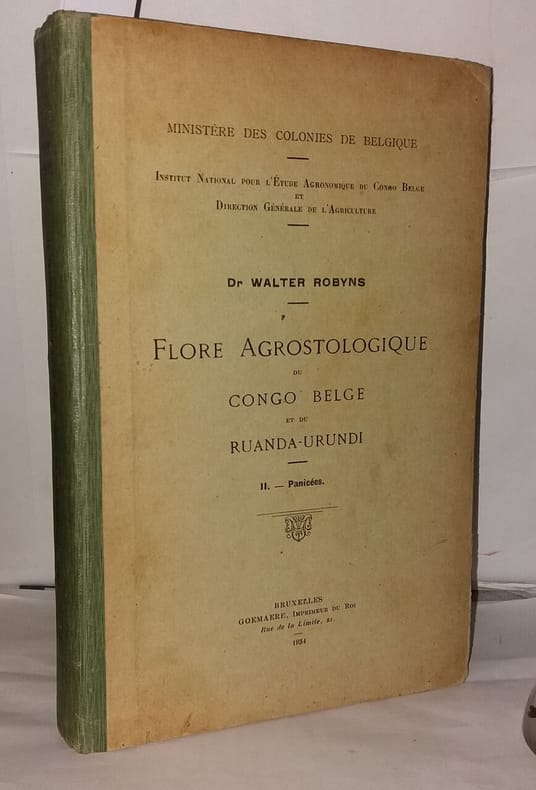 MINISTÈRE DES COLONIES DE BELGIQUE
INSTITUT NATIONAL POUR L'ÉTUDE AGRONOMIQUE DU CONGO BELGE
ET
DIRECTION GÉNÉRALE DE L'AGRICULTURE
Dr WALTER ROBYNS
FLORE AGROSTOLOGIQUE
DU
CONGO BELGE
ET DU
RUANDA-URUNDI
II. — Panicées.
BRUXELLES
GOEMAERE, IMPRIMEUR DU ROI
Rue de la Limite, 21
1934